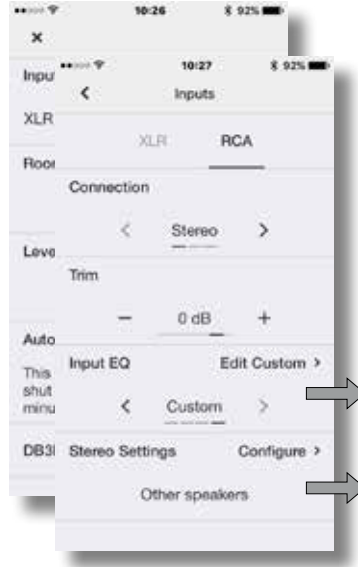 10:26 92%
×
Inpu
XLR
Roor
Leve
Auto
This
shut
minu
DB3
10:27 92%
< Inputs
XLR RCA
Connection
< Stereo >
Trim
− 0 dB +
Input EQ Edit Custom >
< Custom >
Stereo Settings Configure >
Other speakers